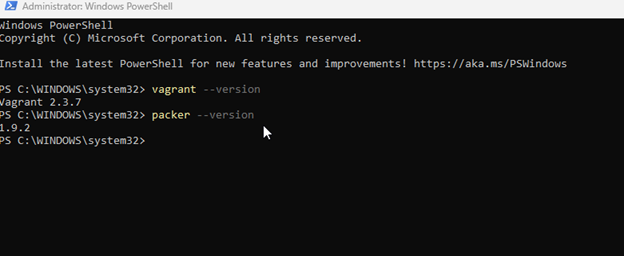 Administrator: Windows PowerShell
Windows PowerShell
Copyright (C) Microsoft Corporation. All rights reserved.
Install the latest PowerShell for new features and improvements! https://aka.ms/PSWindows
PS C:\WINDOWS\system32> vagrant --version
Vagrant 2.3.7
PS C:\WINDOWS\system32> packer --version
1.9.2
PS C:\WINDOWS\system32>